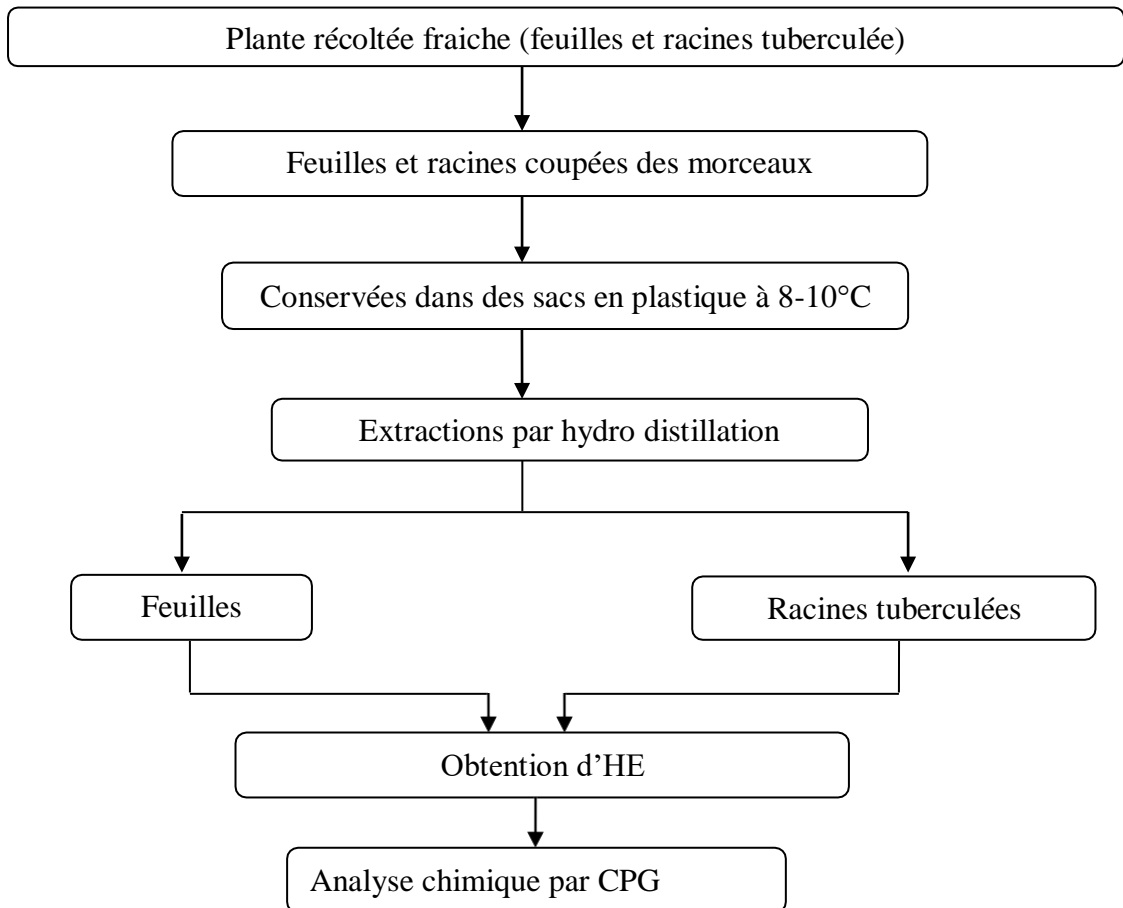 Plante récoltée fraiche (feuilles et racines tuberculée)
Feuilles et racines coupées des morceaux
Conservées dans des sacs en plastique à 8-10°C
Extractions par hydro distillation
Feuilles
Racines tuberculées
Obtention d’HE
Analyse chimique par CPG